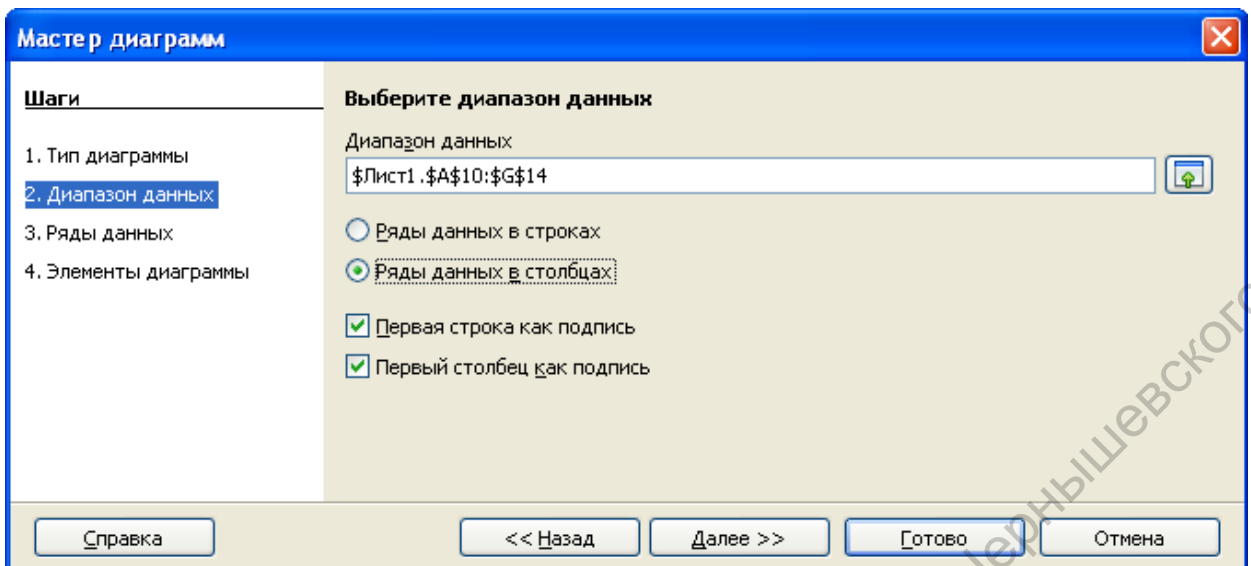 Мастер диаграмм
Шаги
1. Тип диаграммы
2. Диапазон данных
3. Ряды данных
4. Элементы диаграммы
Выберите диапазон данных
Диапазон данных
$Лист1.$A$10:$G$14
Ряды данных в строках
Ряды данных в столбцах
Первая строка как подпись
Первый столбец как подпись
Справка
<< Назад
Далее >>
Готово
Отмена